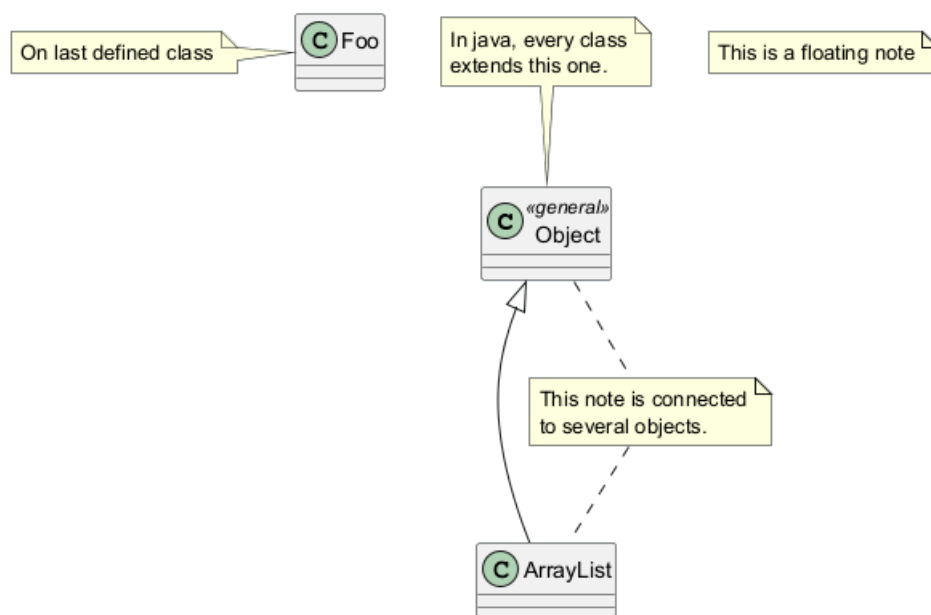 On last defined class
C Foo
In java, every class
extends this one.
This is a floating note
C «general»
Object
This note is connected
to several objects.
C ArrayList